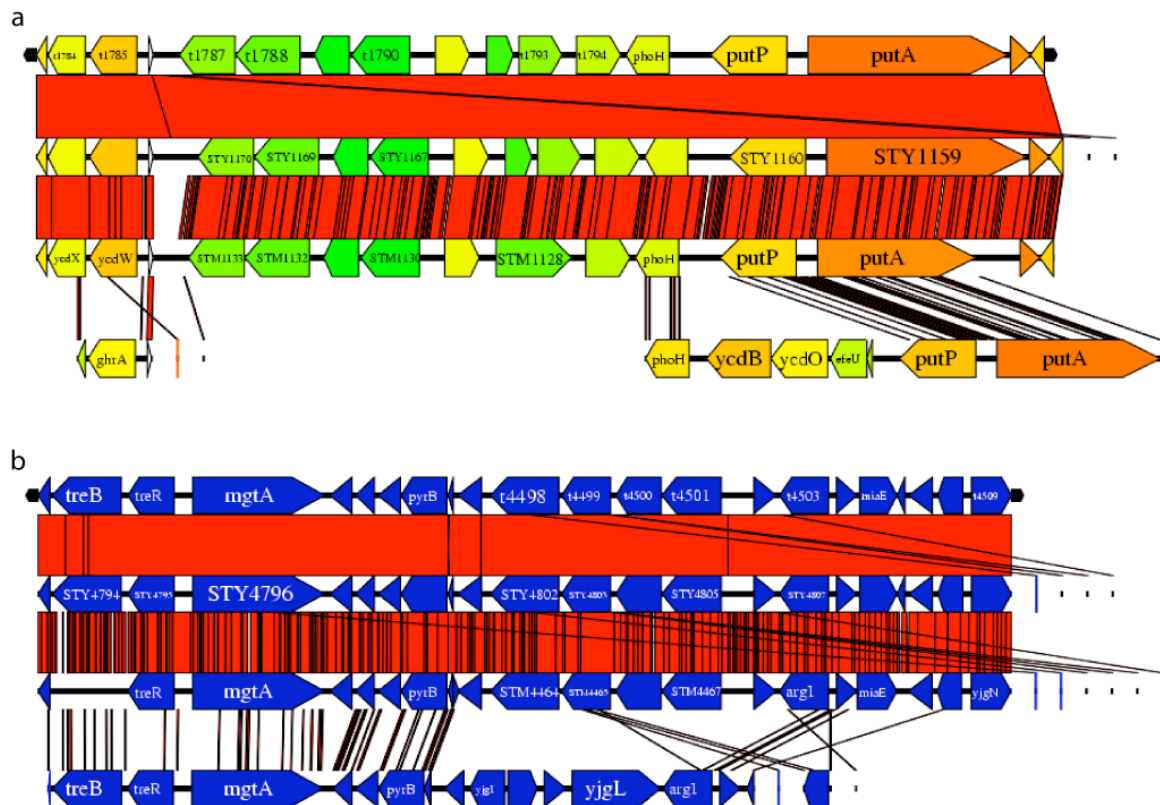 a
t1784 t1785 t1787 t1788 t1790 t1793 t1794 phoH putP putA
STY1170 STY1169 STY1167 STY1160 STY1159
ycdX ycdW STM1133 STM1132 STM1130 STM1128 phoH putP putA
ghrA phoH ycdB ycdO efeU putP putA
b
treB treR mgtA pyrB t4498 t4499 t4500 t4501 t4503 miaE t4509
STY4794 STY4795 STY4796 STY4802 STY4803 STY4805 STY4807
treR mgtA pyrB STM4464 STM4465 STM4467 argI miaE yjgN
treB treR mgtA pyrB yjgI yjgL argI